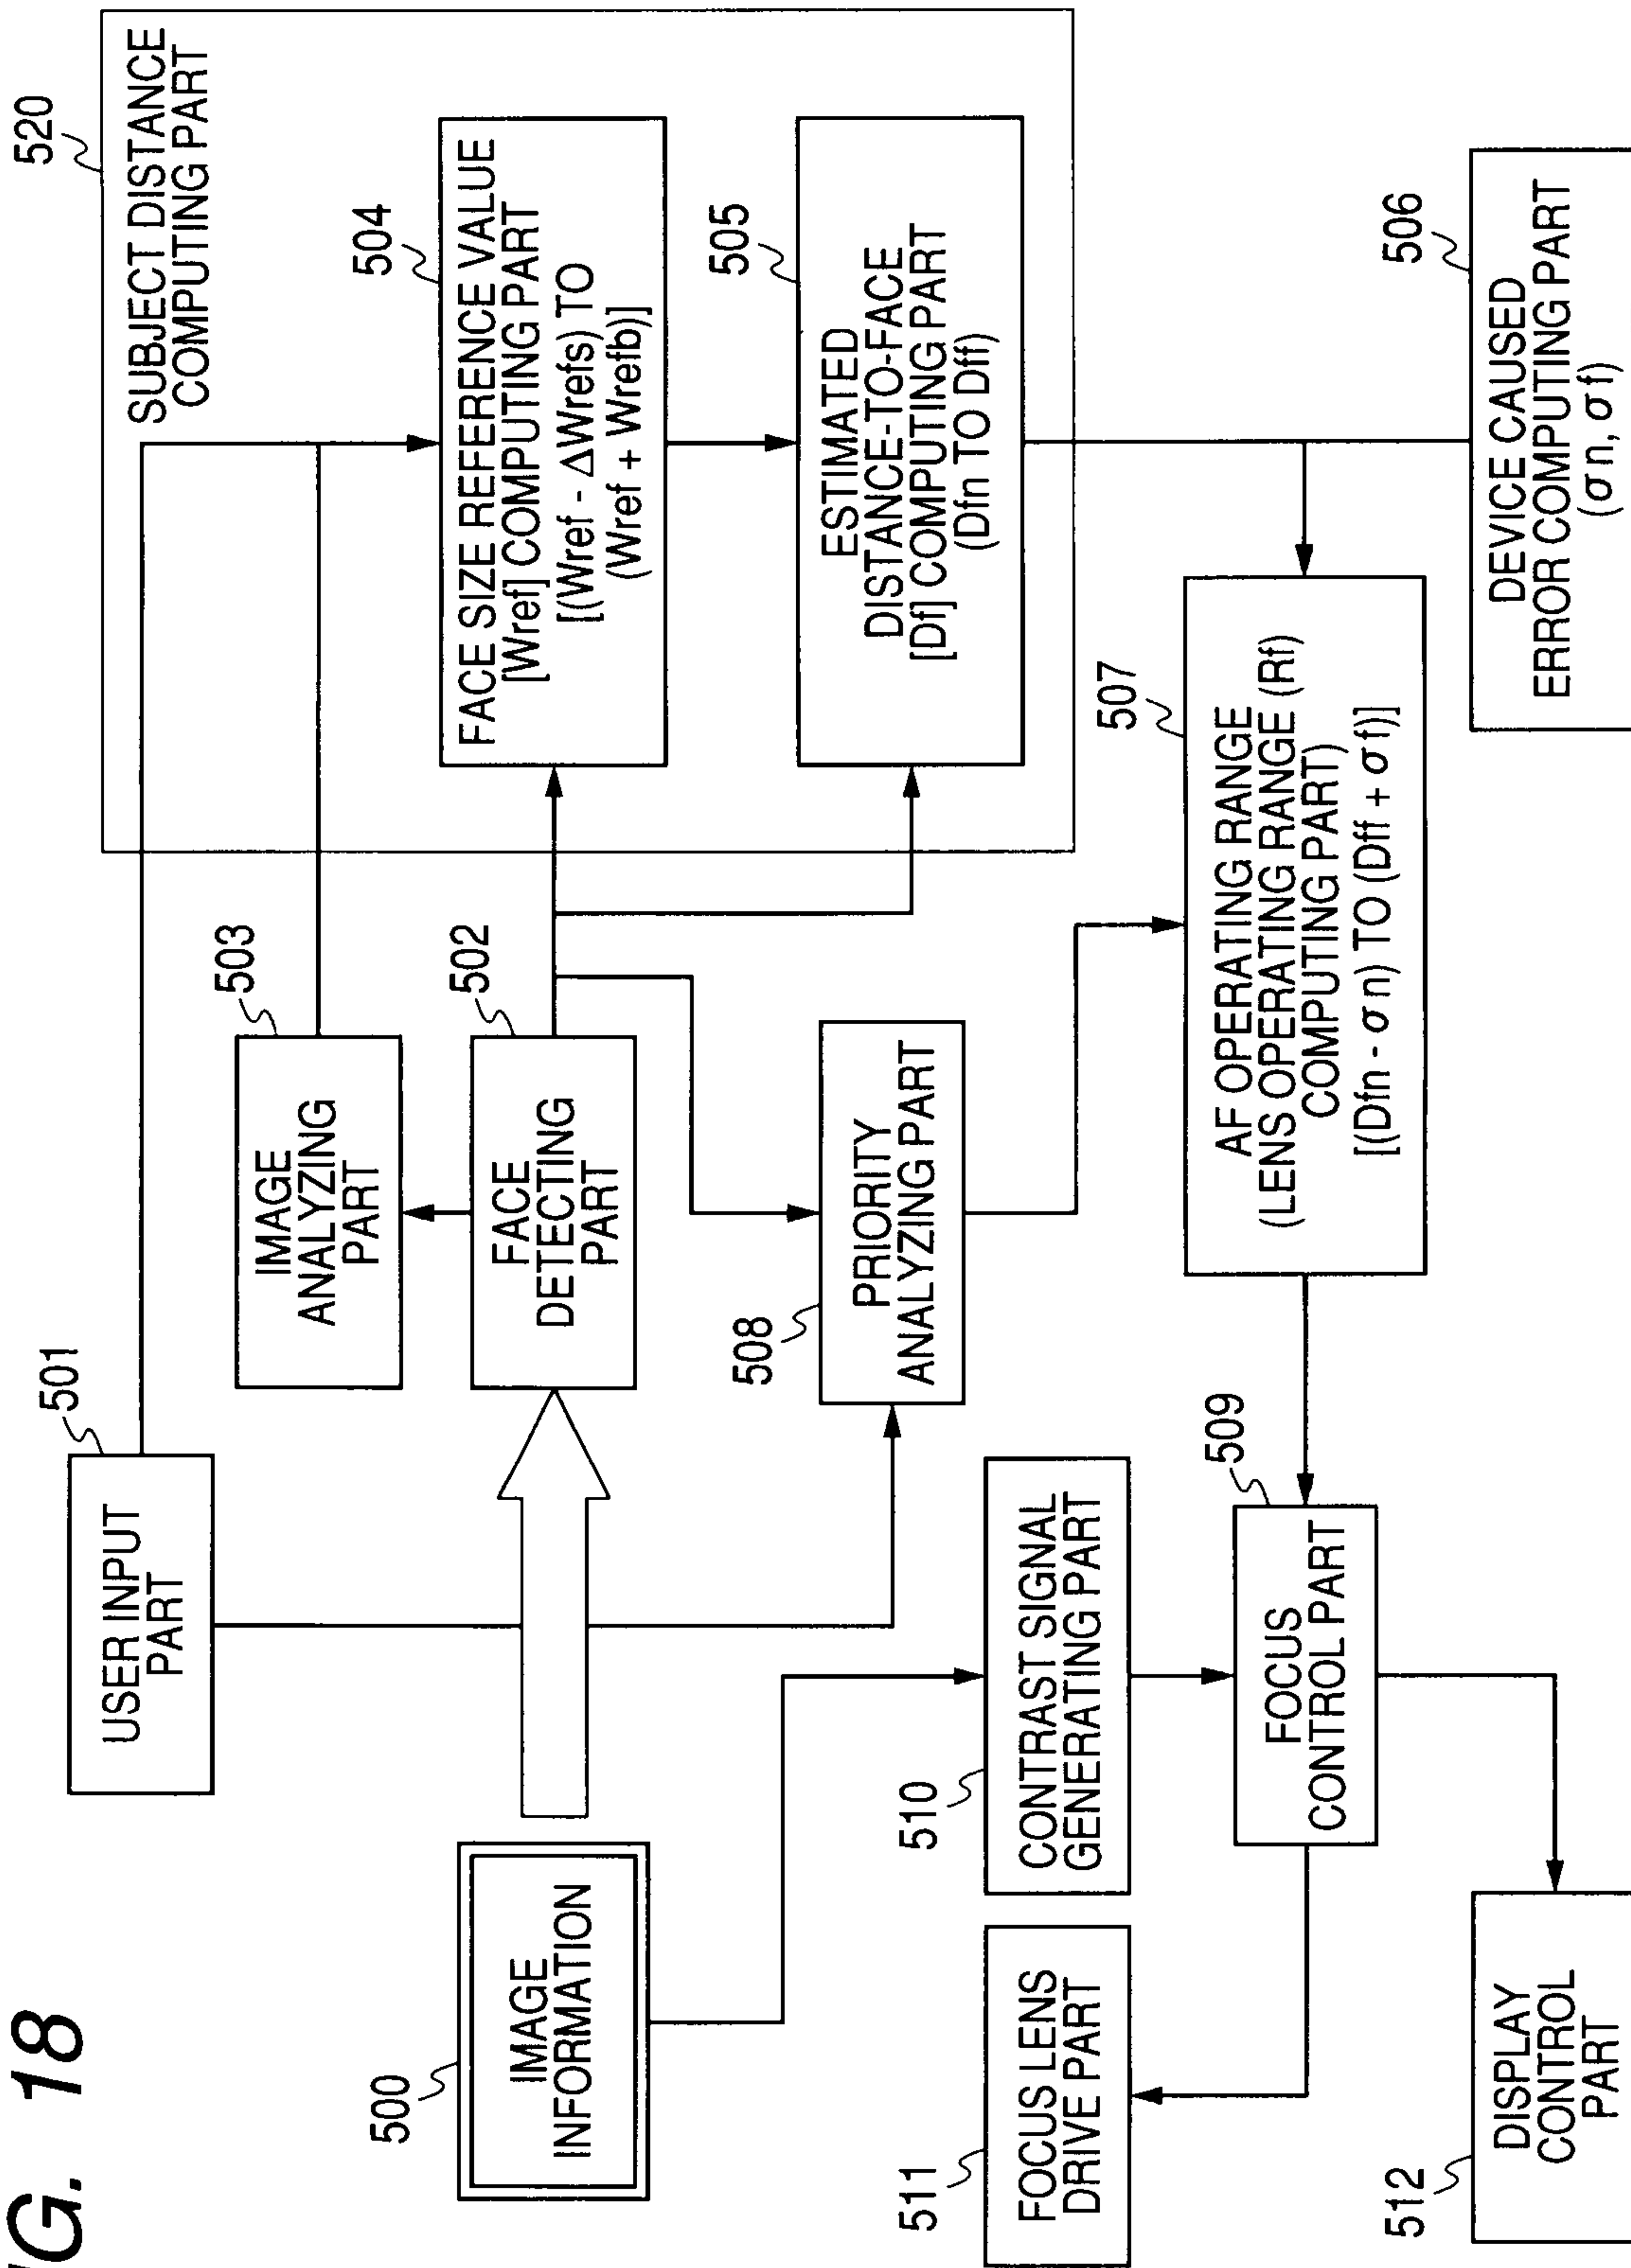 IG. 18
501
USER INPUT
PART
520
SUBJECT DISTANCE
COMPUTING PART
503
IMAGE
ANALYZING
PART
500
IMAGE
INFORMATION
502
FACE
DETECTING
PART
504
FACE SIZE REFFERENCE VALUE
[Wref] COMPUTING PART
[(Wref - ΔWrefs) TO
(Wref + Wrefb)]
508
PRIORITY
ANALYZING PART
505
ESTIMATED
DISTANCE-TO-FACE
[Df] COMPUTING PART
(Dfn TO Dff)
511
FOCUS LENS
DRIVE PART
510
CONTRAST SIGNAL
GENERATING PART
507
AF OPERATING RANGE
(LENS OPERATING RANGE (Rf)
COMPUTING PART)
[(Dfn - σn) TO (Dff + σf)]
509
FOCUS
CONTROL PART
512
DISPLAY
CONTROL
PART
506
DEVICE CAUSED
ERROR COMPUTING PART
(σn, σf)